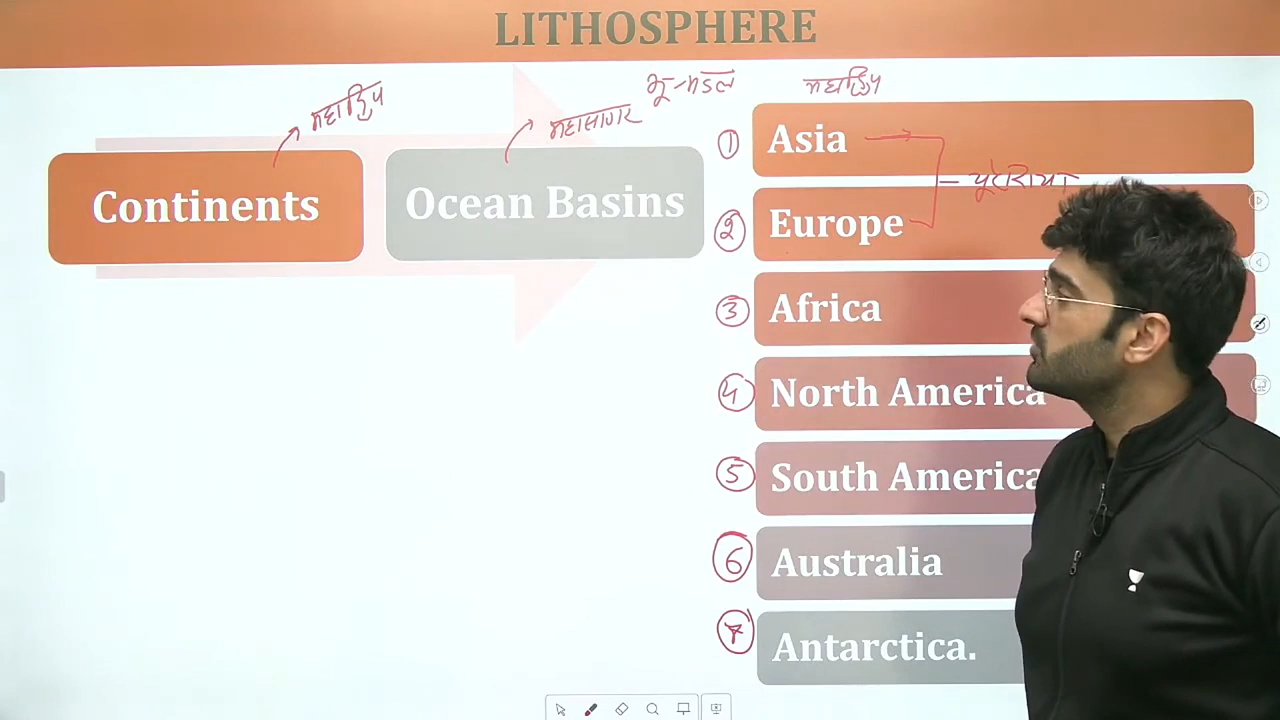 LITHOSPHERE
भू-मंडल
महाद्विप
महाद्विप
महासागर
Continents
Ocean Basins
① Asia
यूरेशिया
② Europe
③ Africa
④ North America
⑤ South America
⑥ Australia
⑦ Antarctica.